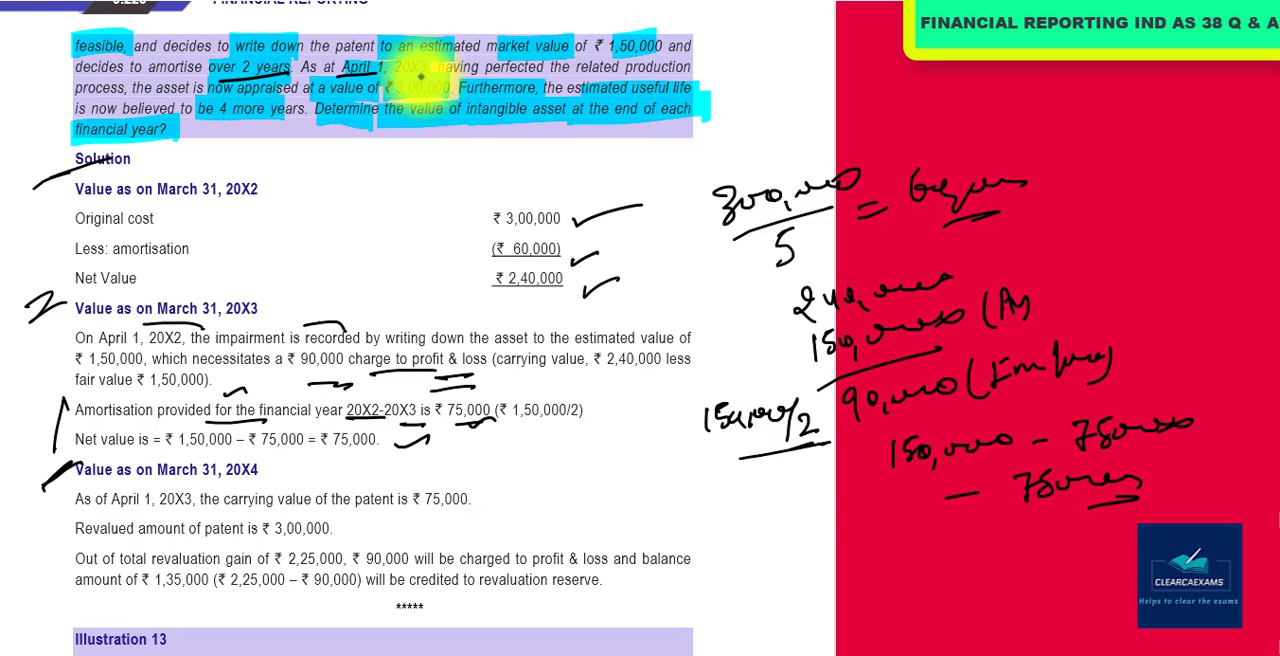 FINANCIAL REPORTING
FINANCIAL REPORTING IND AS 38 Q & A
feasible, and decides to write down the patent to an estimated market value of ₹ 1,50,000 and
decides to amortise over 2 years. As at April 1, 20X3, having perfected the related production
process, the asset is now appraised at a value of ₹ 3,00,000. Furthermore, the estimated useful life
is now believed to be 4 more years. Determine the value of intangible asset at the end of each
financial year?
Solution
Value as on March 31, 20X2
Original cost ₹ 3,00,000
Less: amortisation (₹ 60,000)
Net Value ₹ 2,40,000
Value as on March 31, 20X3
On April 1, 20X2, the impairment is recorded by writing down the asset to the estimated value of
₹ 1,50,000, which necessitates a ₹ 90,000 charge to profit & loss (carrying value, ₹ 2,40,000 less
fair value ₹ 1,50,000).
Amortisation provided for the financial year 20X2-20X3 is ₹ 75,000 (₹ 1,50,000/2)
Net value is = ₹ 1,50,000 – ₹ 75,000 = ₹ 75,000.
Value as on March 31, 20X4
As of April 1, 20X3, the carrying value of the patent is ₹ 75,000.
Revalued amount of patent is ₹ 3,00,000.
Out of total revaluation gain of ₹ 2,25,000, ₹ 90,000 will be charged to profit & loss and balance
amount of ₹ 1,35,000 (₹ 2,25,000 – ₹ 90,000) will be credited to revaluation reserve.
*****
Illustration 13
300,000
5
=
240,000
150,000
90,000
150,000/2
150,000 - 75000
- 75000
CLEARCAEXAMS
Helps to clear the exams